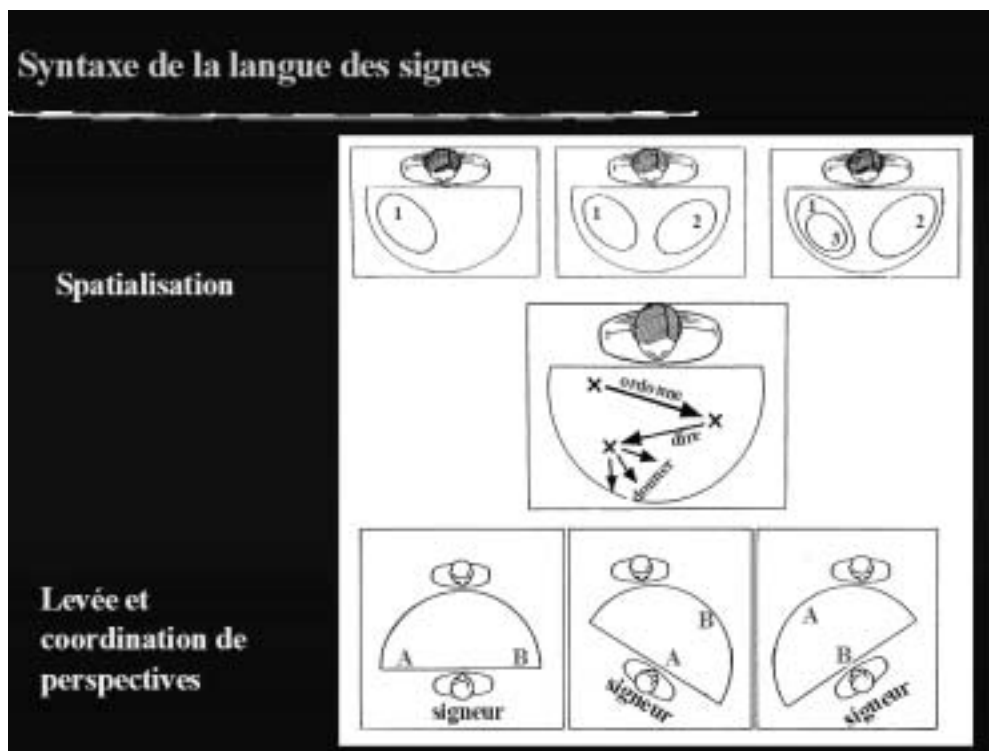 Syntaxe de la langue des signes
1
1
2
1
3
2
Spatialisation
ordonne
dire
donner
Levée et
coordination de
perspectives
A
B
signeur
B
A
signeur
A
B
signeur